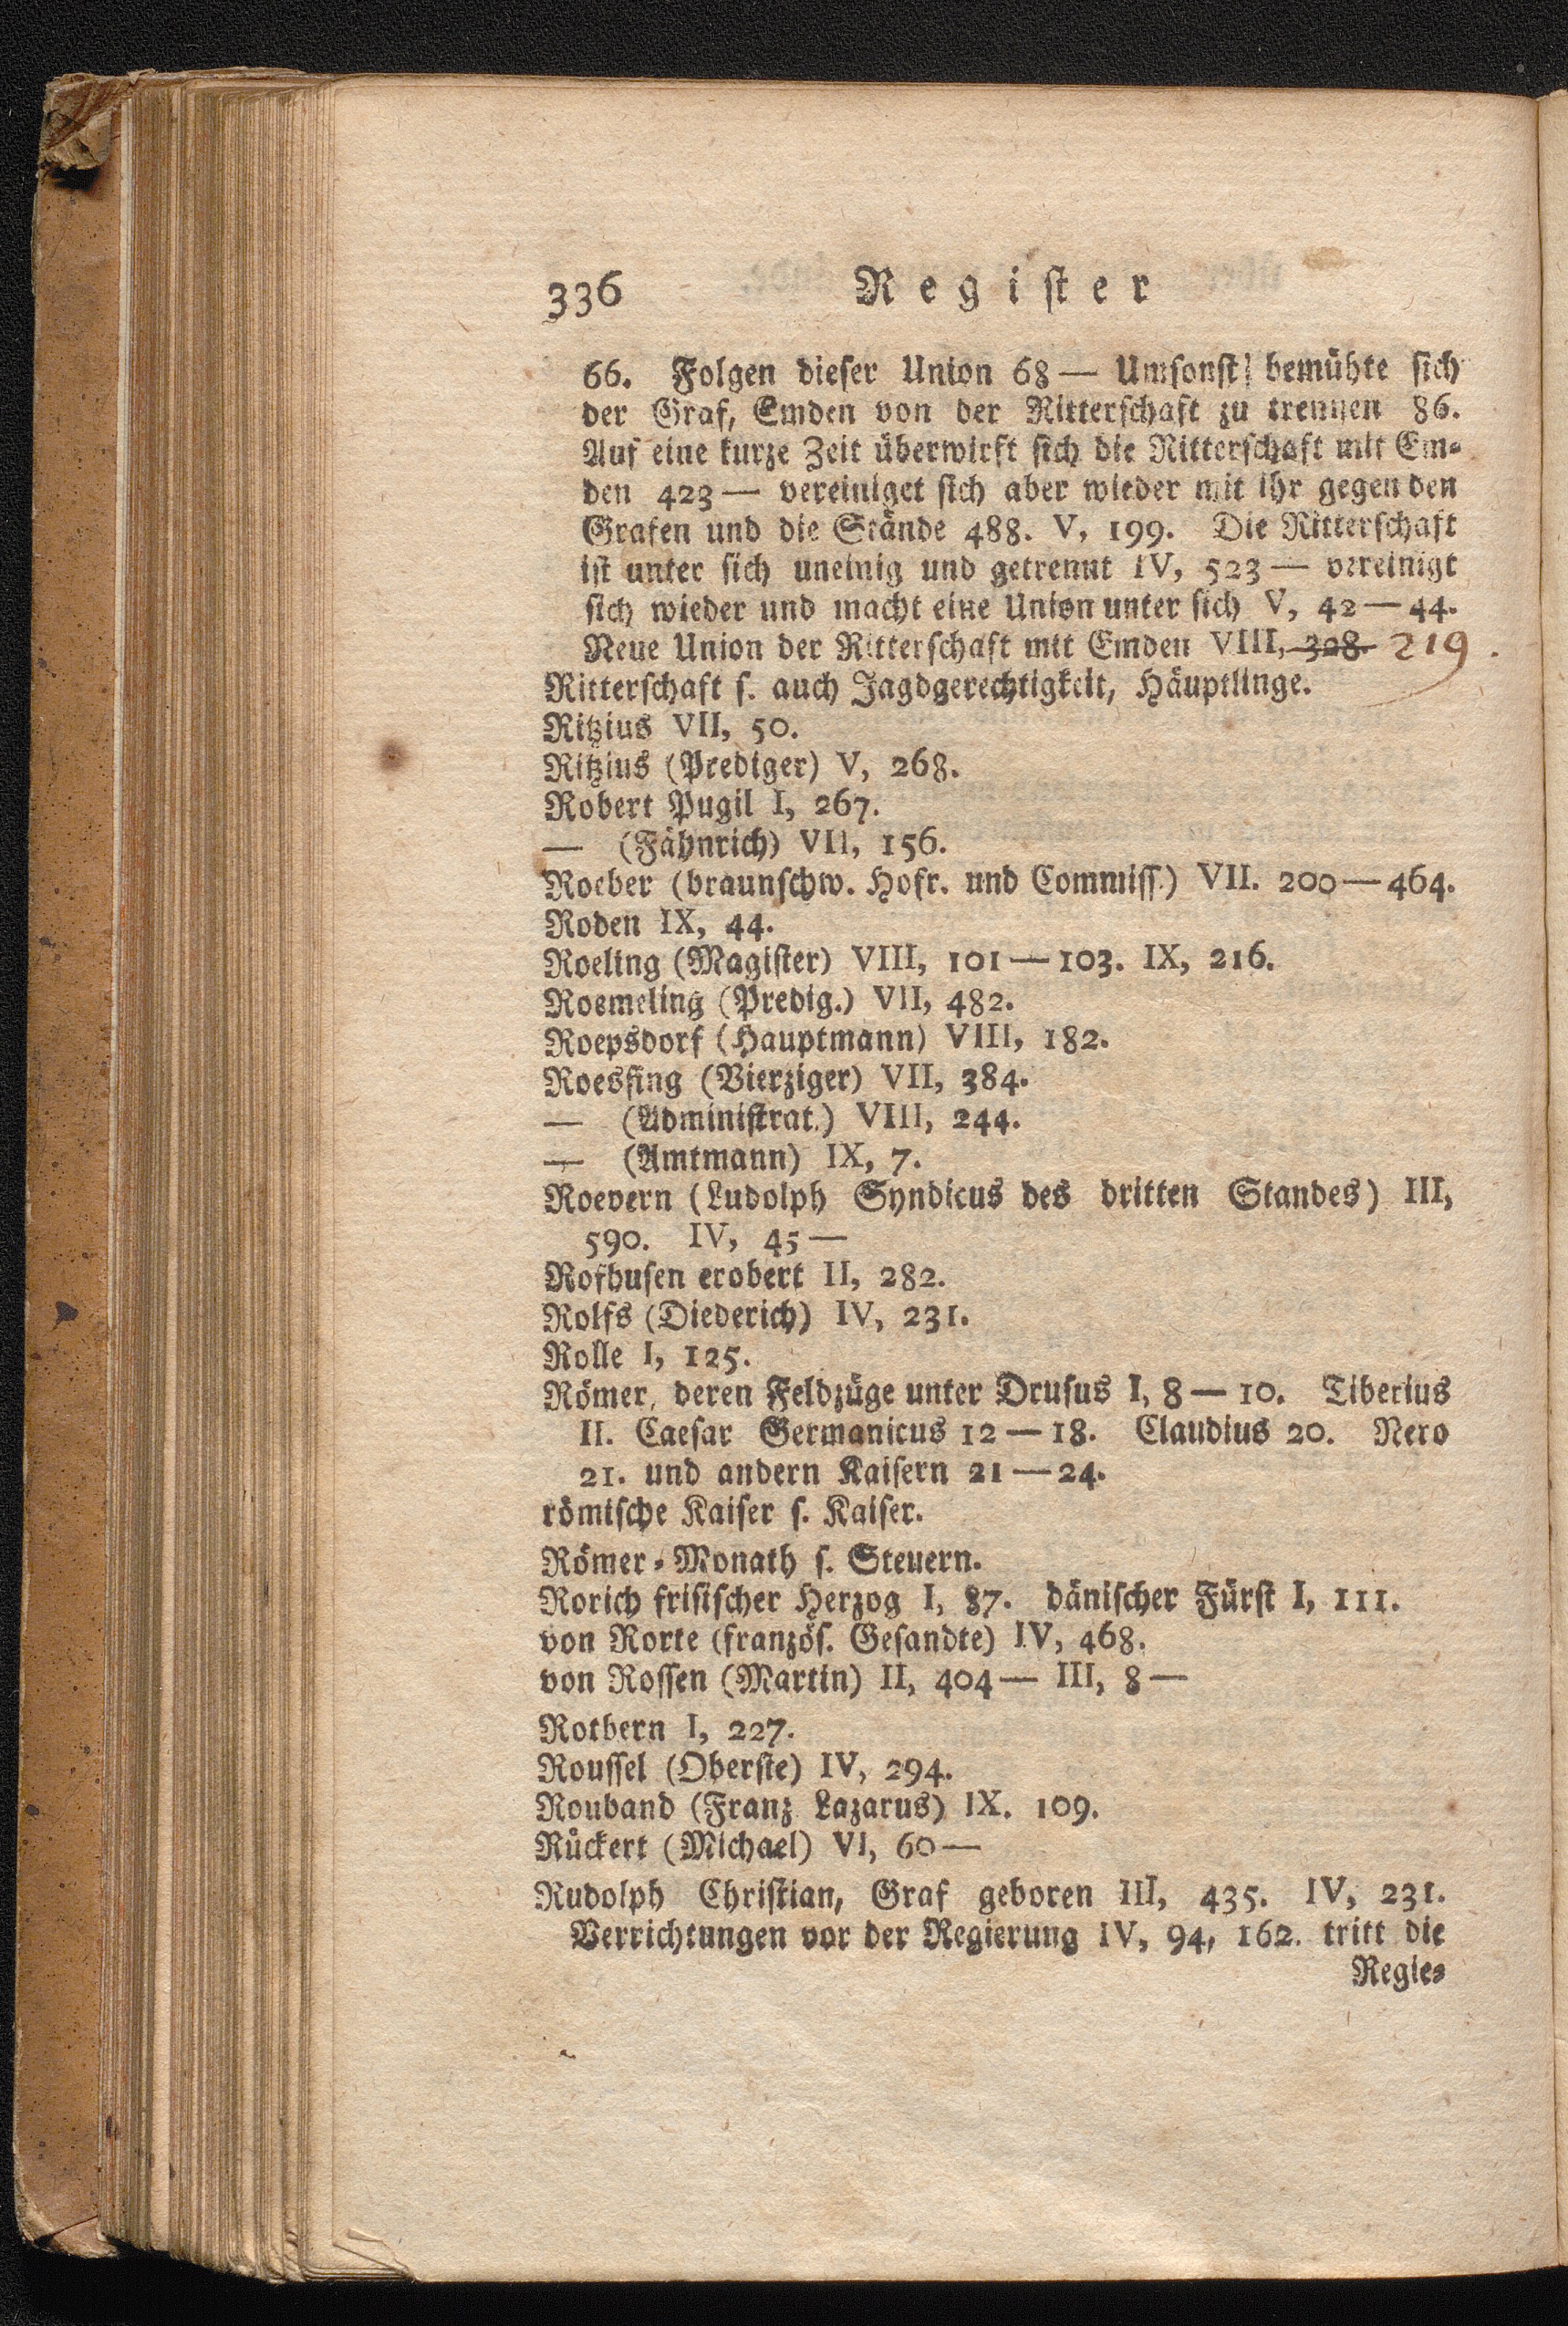 336 Register
66. Folgen dieser Union 68 — Umsonst bemühte sich
der Graf, Emden von der Ritterschaft zu trennen 86.
Auf eine kurze Zeit überwirft sich die Ritterschaft mit Em-
den 423 — vereiniget sich aber wieder mit ihr gegen den
Grafen und die Stände 488. V, 199. Die Ritterschaft
ist unter sich uneinig und getrennt IV, 523 — vereinigt
sich wieder und macht eine Union unter sich V, 42 — 44.
Neue Union der Ritterschaft mit Emden VIII, 328 219.
Ritterschaft s. auch Jagdgerechtigkeit, Häuptlinge.
Ritzius VII, 50.
Ritzius (Prediger) V, 268.
Robert Pugil I, 267.
— (Fähnrich) VII, 156.
Roeber (braunschw. Hofr. und Commiss.) VII. 200 — 464.
Roden IX, 44.
Roeling (Magister) VIII, 101 — 103. IX, 216.
Roemeling (Predig.) VII, 482.
Roepsdorf (Hauptmann) VIII, 182.
Roesing (Vierziger) VII, 384.
— (Administrat.) VIII, 244.
— (Amtmann) IX, 7.
Roevern (Ludolph Syndicus des dritten Standes) III,
590. IV, 45 —
Rofhusen erobert II, 282.
Rolfs (Diederich) IV, 231.
Rolle I, 125.
Römer, deren Feldzüge unter Drusus I, 8 — 10. Tiberius
II. Caesar Germanicus 12 — 18. Claudius 20. Nero
21. und andern Kaisern 21 — 24.
römische Kaiser s. Kaiser.
Römer-Monath s. Steuern.
Rorich frisischer Herzog I, 87. dänischer Fürst I, 111.
von Rorte (französ. Gesandte) IV, 468.
von Rossen (Martin) II, 404 — III, 8 —
Rotbern I, 227.
Roussel (Oberste) IV, 294.
Rouband (Franz Lazarus) IX. 109.
Rückert (Michael) VI, 60 —
Rudolph Christian, Graf geboren III, 435. IV, 231.
Verrichtungen vor der Regierung IV, 94, 162. tritt die
Regie-